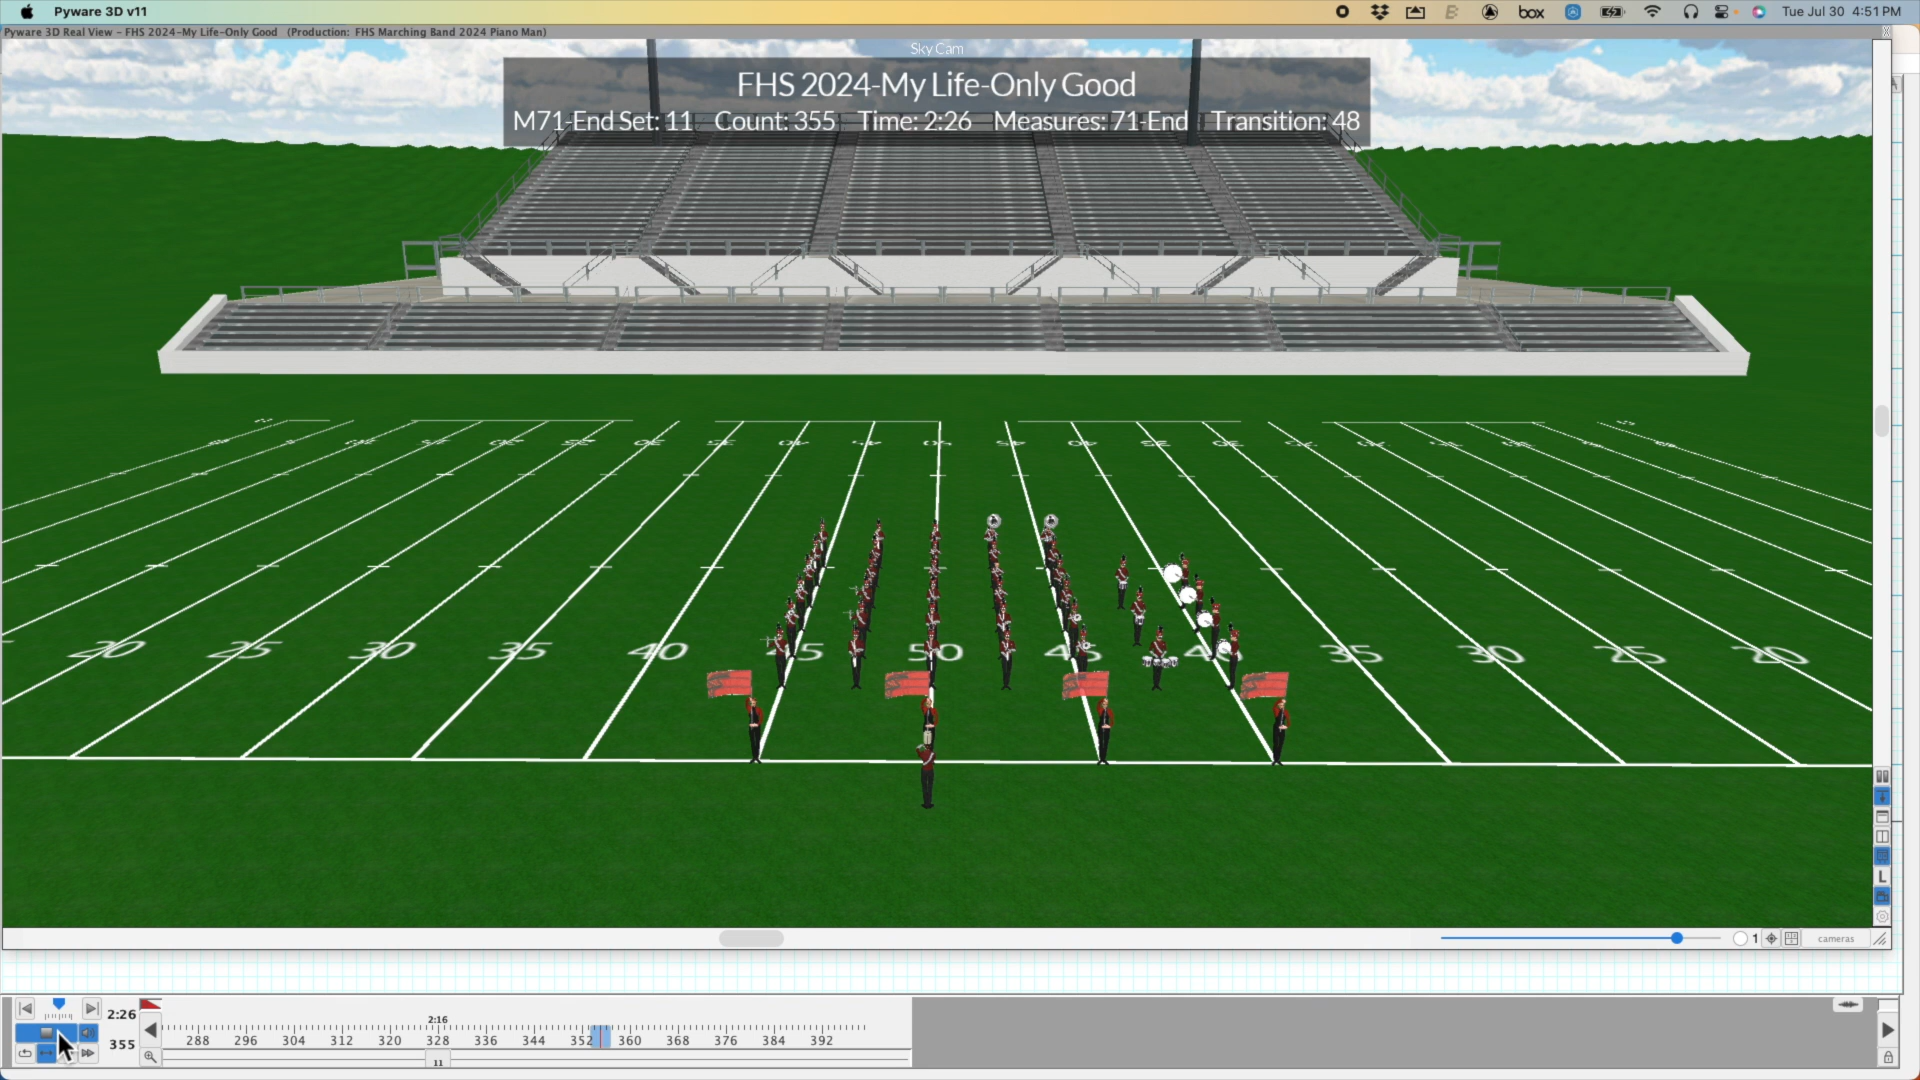 Pyware 3D v11
box
Tue Jul 30 4:51 PM
Pyware 3D Real View - FHS 2024-My Life-Only Good (Production: FHS Marching Band 2024 Piano Man)
Sky Cam
FHS 2024-My Life-Only Good
M71-End Set: 11 Count: 355 Time: 2:26 Measures: 71-End Transition: 48
20 25 30 35 40 45 50 45 40 35 30 25 20
L
1
cameras
2:26
2:16
355
288 296 304 312 320 328 336 344 352 360 368 376 384 392
11